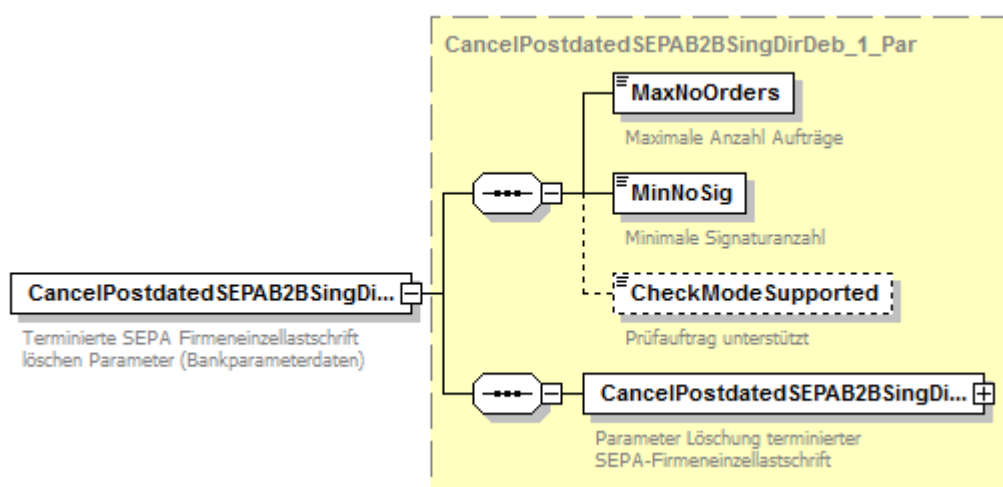 CancelPostdatedSEPAB2BSingDirDeb_1_Par
MaxNoOrders
Maximale Anzahl Aufträge
MinNoSig
Minimale Signaturanzahl
CancelPostdatedSEPAB2BSingDi...
Terminierte SEPA Firmeneinzellastschrift
löschen Parameter (Bankparameterdaten)
CheckModeSupported
Prüfauftrag unterstützt
CancelPostdatedSEPAB2BSingDi...
Parameter Löschung terminierter
SEPA-Firmeneinzellastschrift